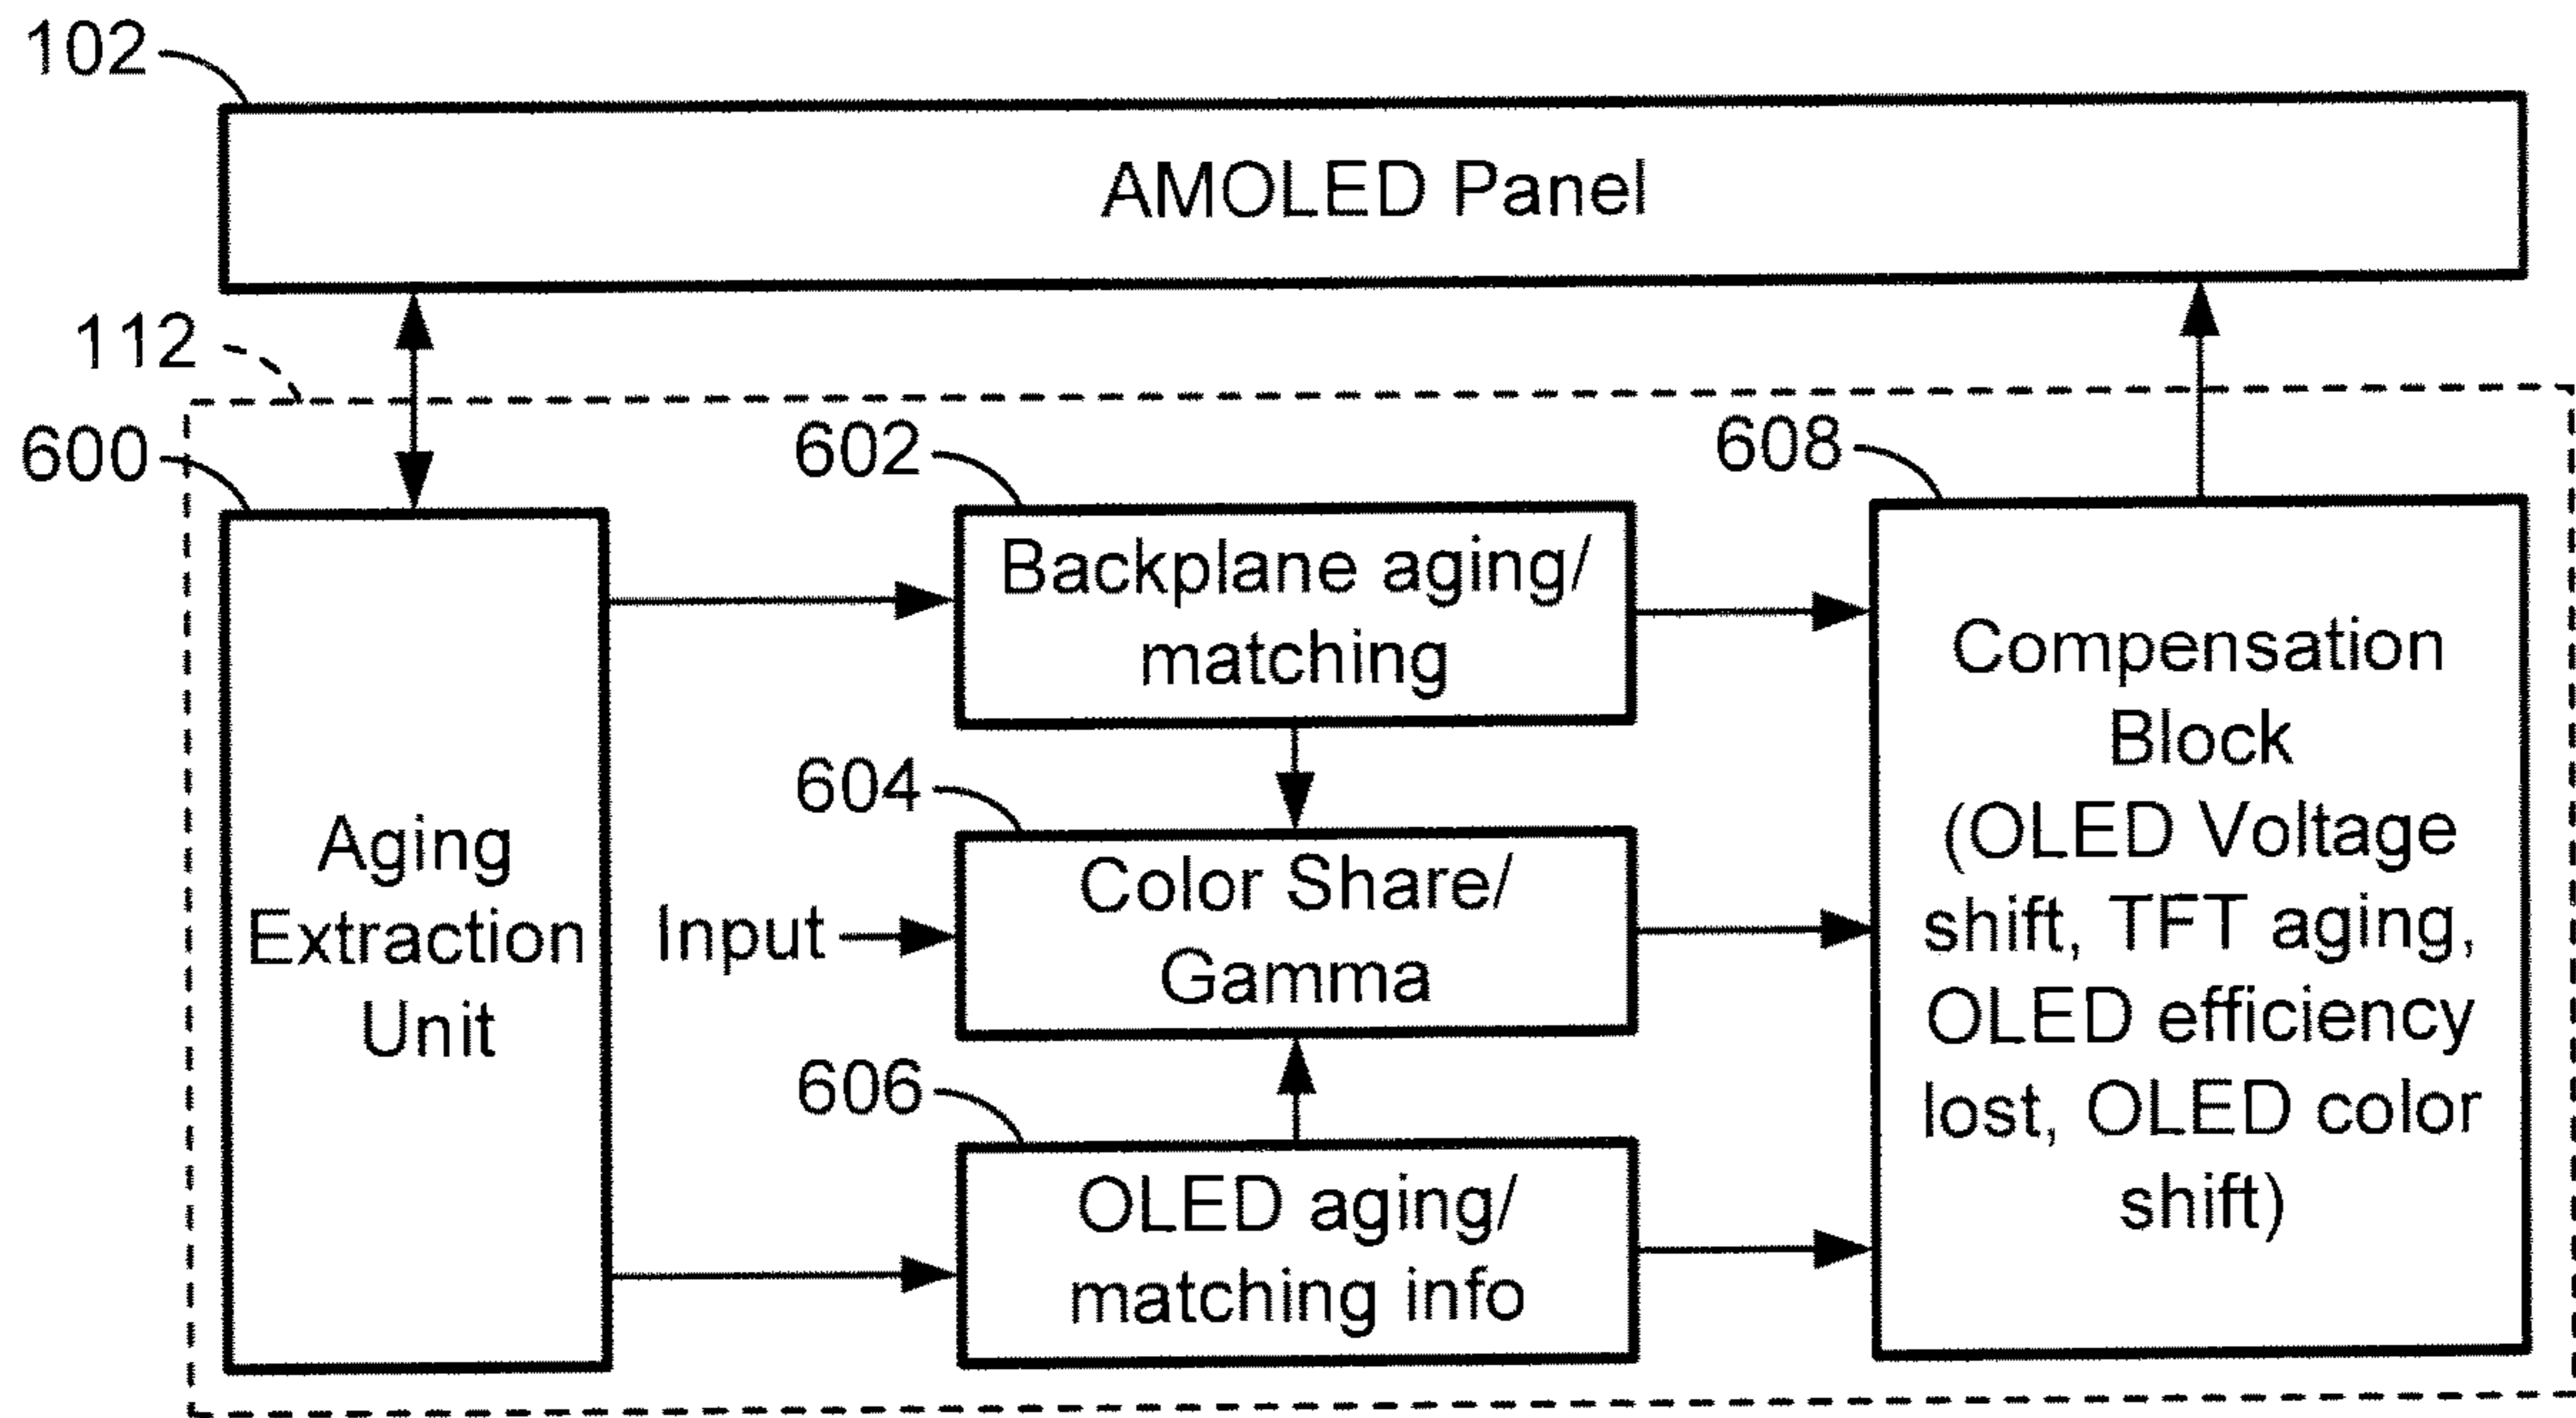 102
AMOLED Panel
112
600
602
608
Backplane aging/
matching
Compensation
Block
(OLED Voltage
shift, TFT aging,
OLED efficiency
lost, OLED color
shift)
604
Aging
Extraction
Unit
Input
Color Share/
Gamma
606
OLED aging/
matching info